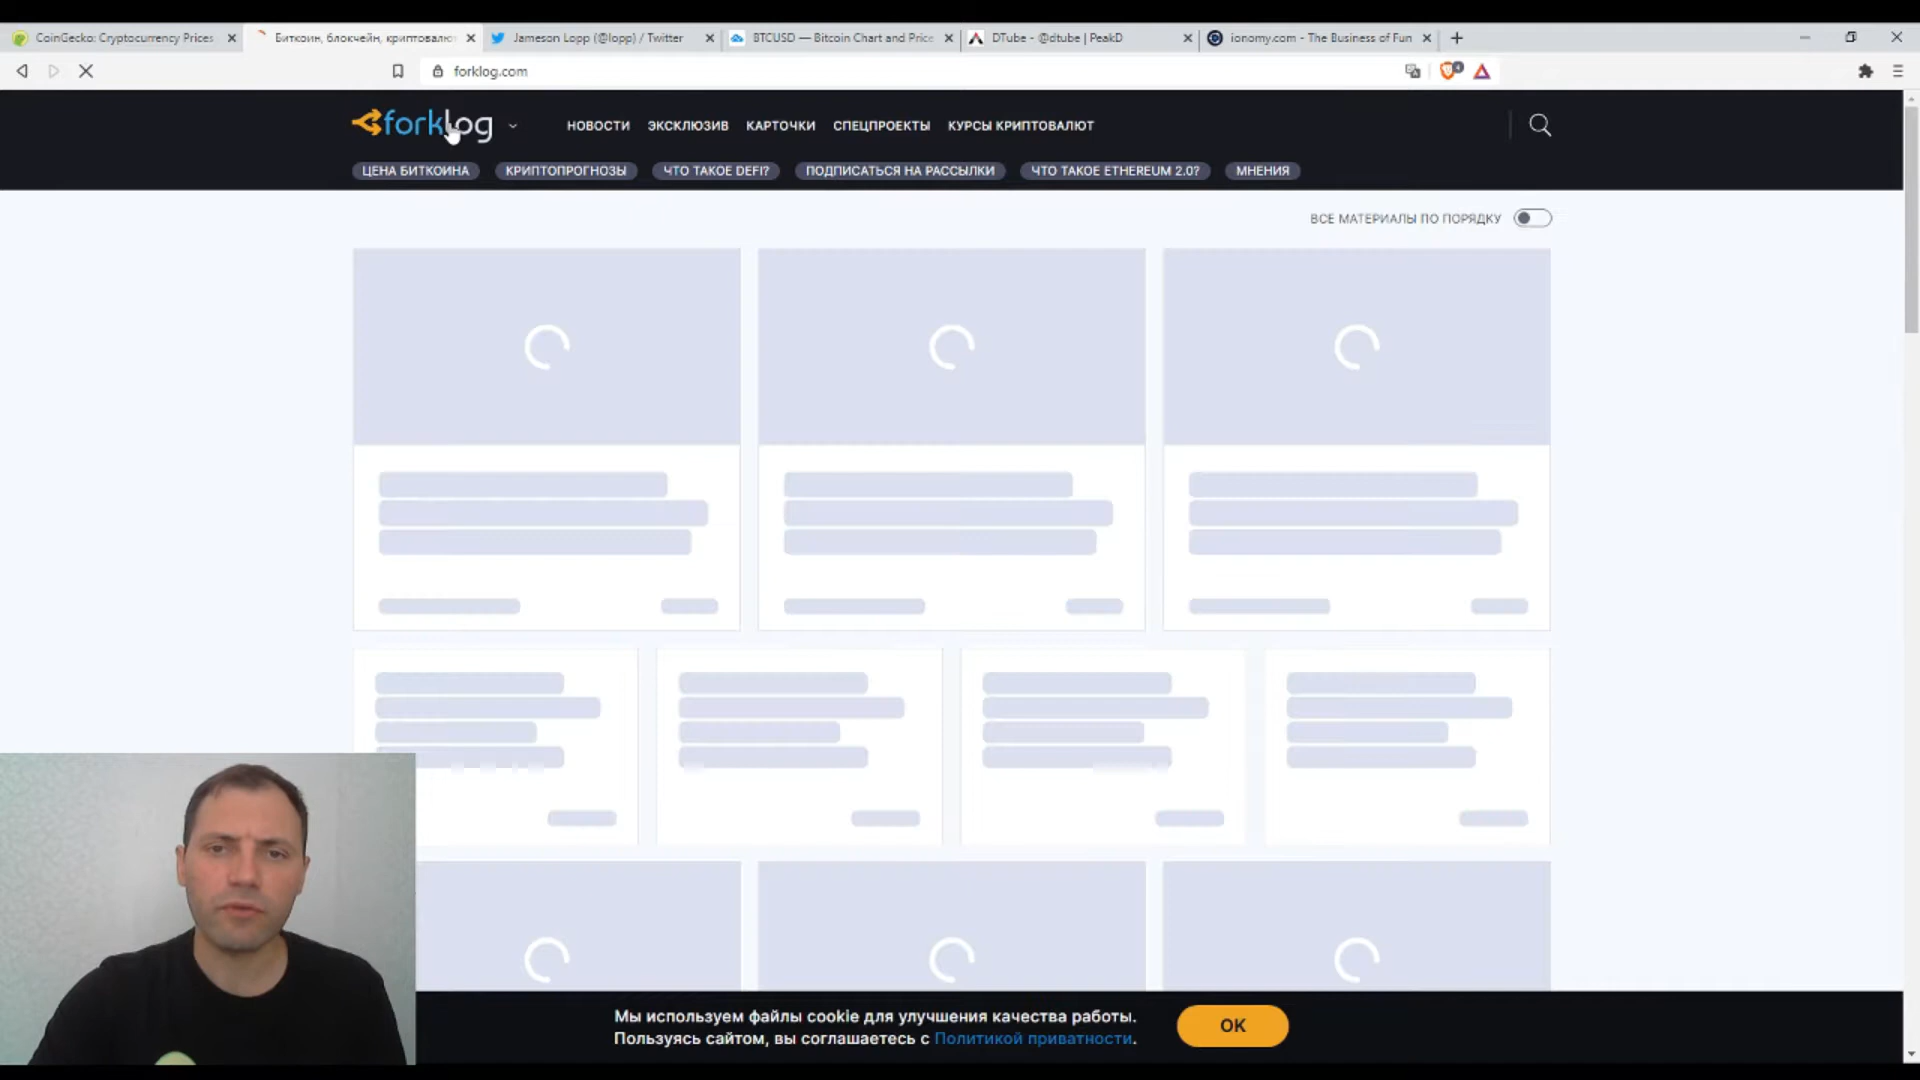 CoinGecko: Cryptocurrency Prices
Биткоин, блокчейн, криптовалю
Jameson Lopp (@lopp) / Twitter
BTCUSD — Bitcoin Chart and Price
DTube - @dtube | PeakD
ionomy.com - The Business of Fun
forklog.com
4
forklog
НОВОСТИ
ЭКСКЛЮЗИВ
КАРТОЧКИ
СПЕЦПРОЕКТЫ
КУРСЫ КРИПТОВАЛЮТ
ЦЕНА БИТКОИНА
КРИПТОПРОГНОЗЫ
ЧТО ТАКОЕ DEFI?
ПОДПИСАТЬСЯ НА РАССЫЛКИ
ЧТО ТАКОЕ ETHEREUM 2.0?
МНЕНИЯ
ВСЕ МАТЕРИАЛЫ ПО ПОРЯДКУ
Мы используем файлы cookie для улучшения качества работы.
Пользуясь сайтом, вы соглашаетесь с Политикой приватности.
OK